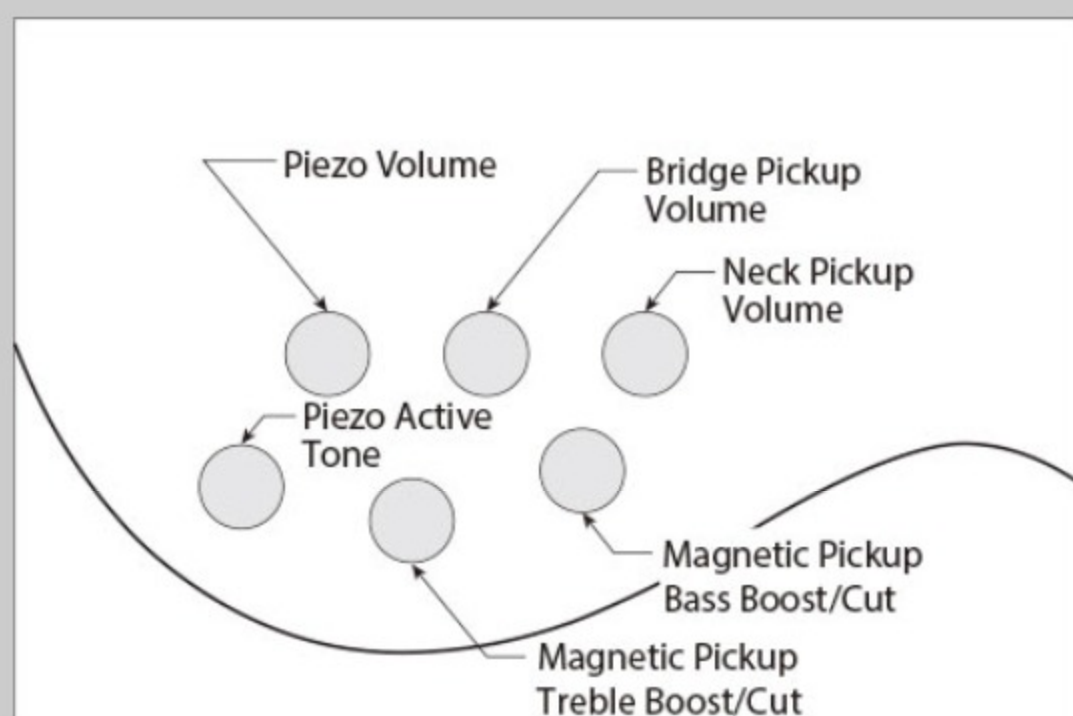 Piezo Volume
Bridge Pickup
Volume
Neck Pickup
Volume
Piezo Active
Tone
Magnetic Pickup
Bass Boost/Cut
Magnetic Pickup
Treble Boost/Cut